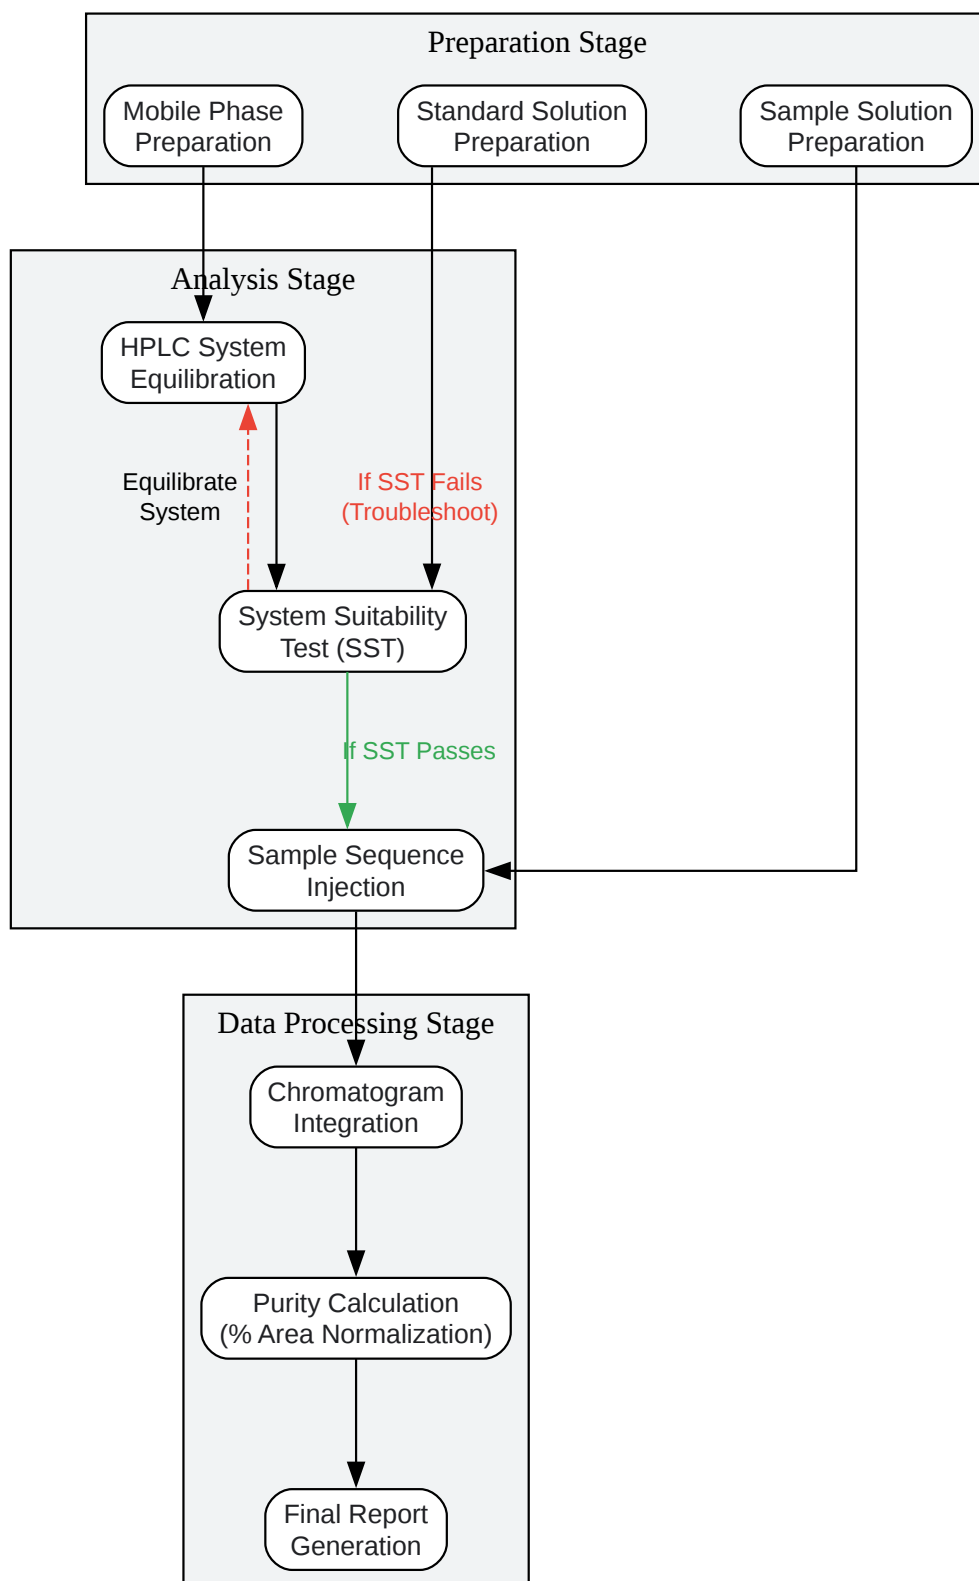 Preparation Stage
Mobile Phase
Preparation
Standard Solution
Preparation
Sample Solution
Preparation
Analysis Stage
HPLC System
Equilibration
Equilibrate
System
If SST Fails
(Troubleshoot)
System Suitability
Test (SST)
If SST Passes
Sample Sequence
Injection
Data Processing Stage
Chromatogram
Integration
Purity Calculation
(% Area Normalization)
Final Report
Generation